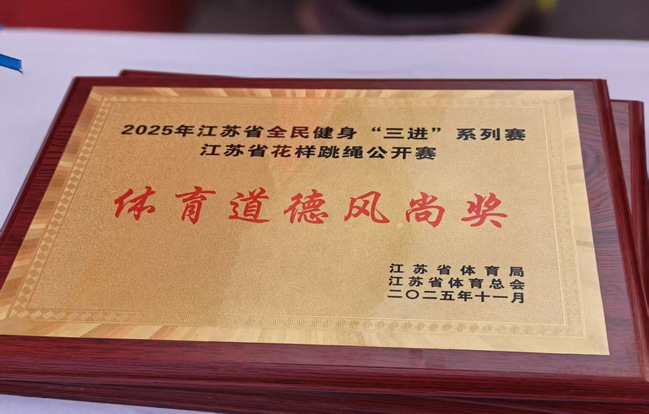 2025年江苏省全民健身“三进”系列赛
江苏省花样跳绳公开赛
体育道德风尚奖
江苏省体育局
江苏省体育总会
二〇二五年十一月